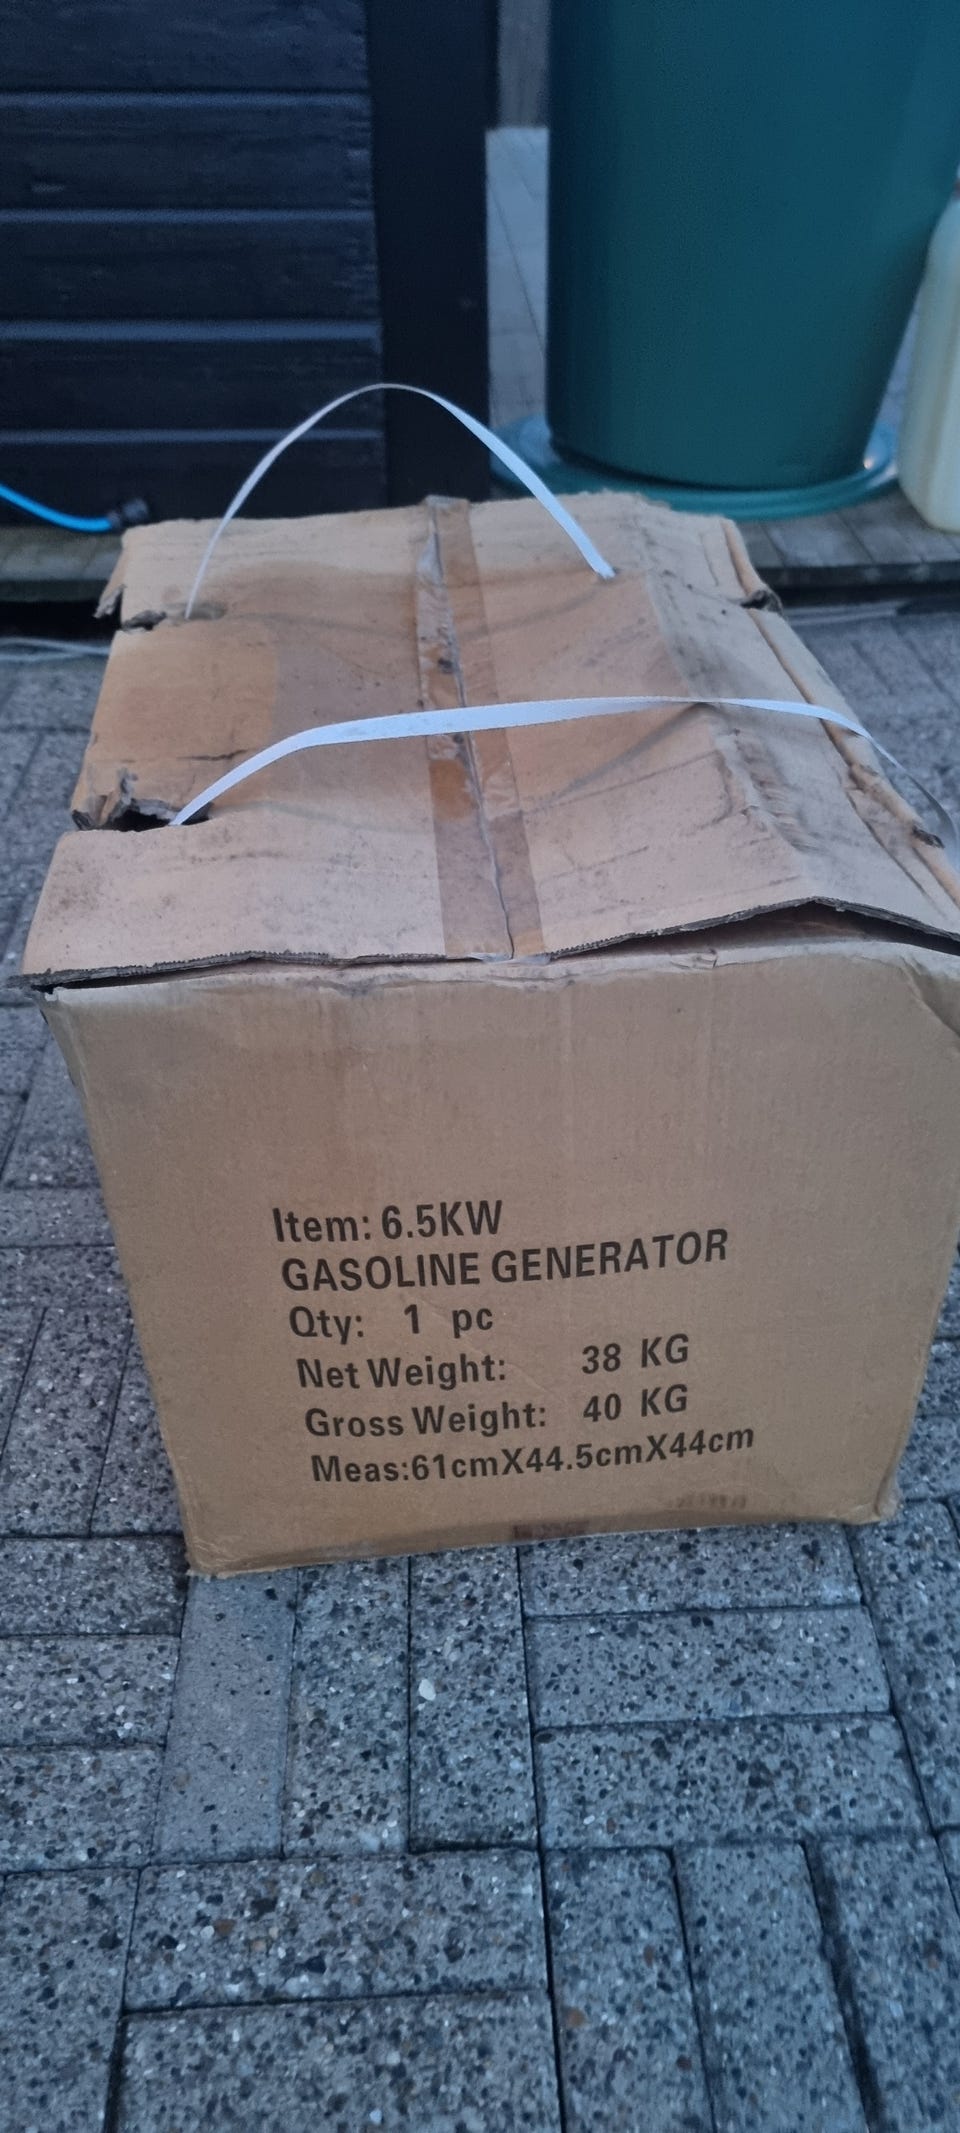 Item: 6.5KW
GASOLINE GENERATOR
Qty: 1 pc
Net Weight: 38 KG
Gross Weight: 40 KG
Meas:61cmX44.5cmX44cm